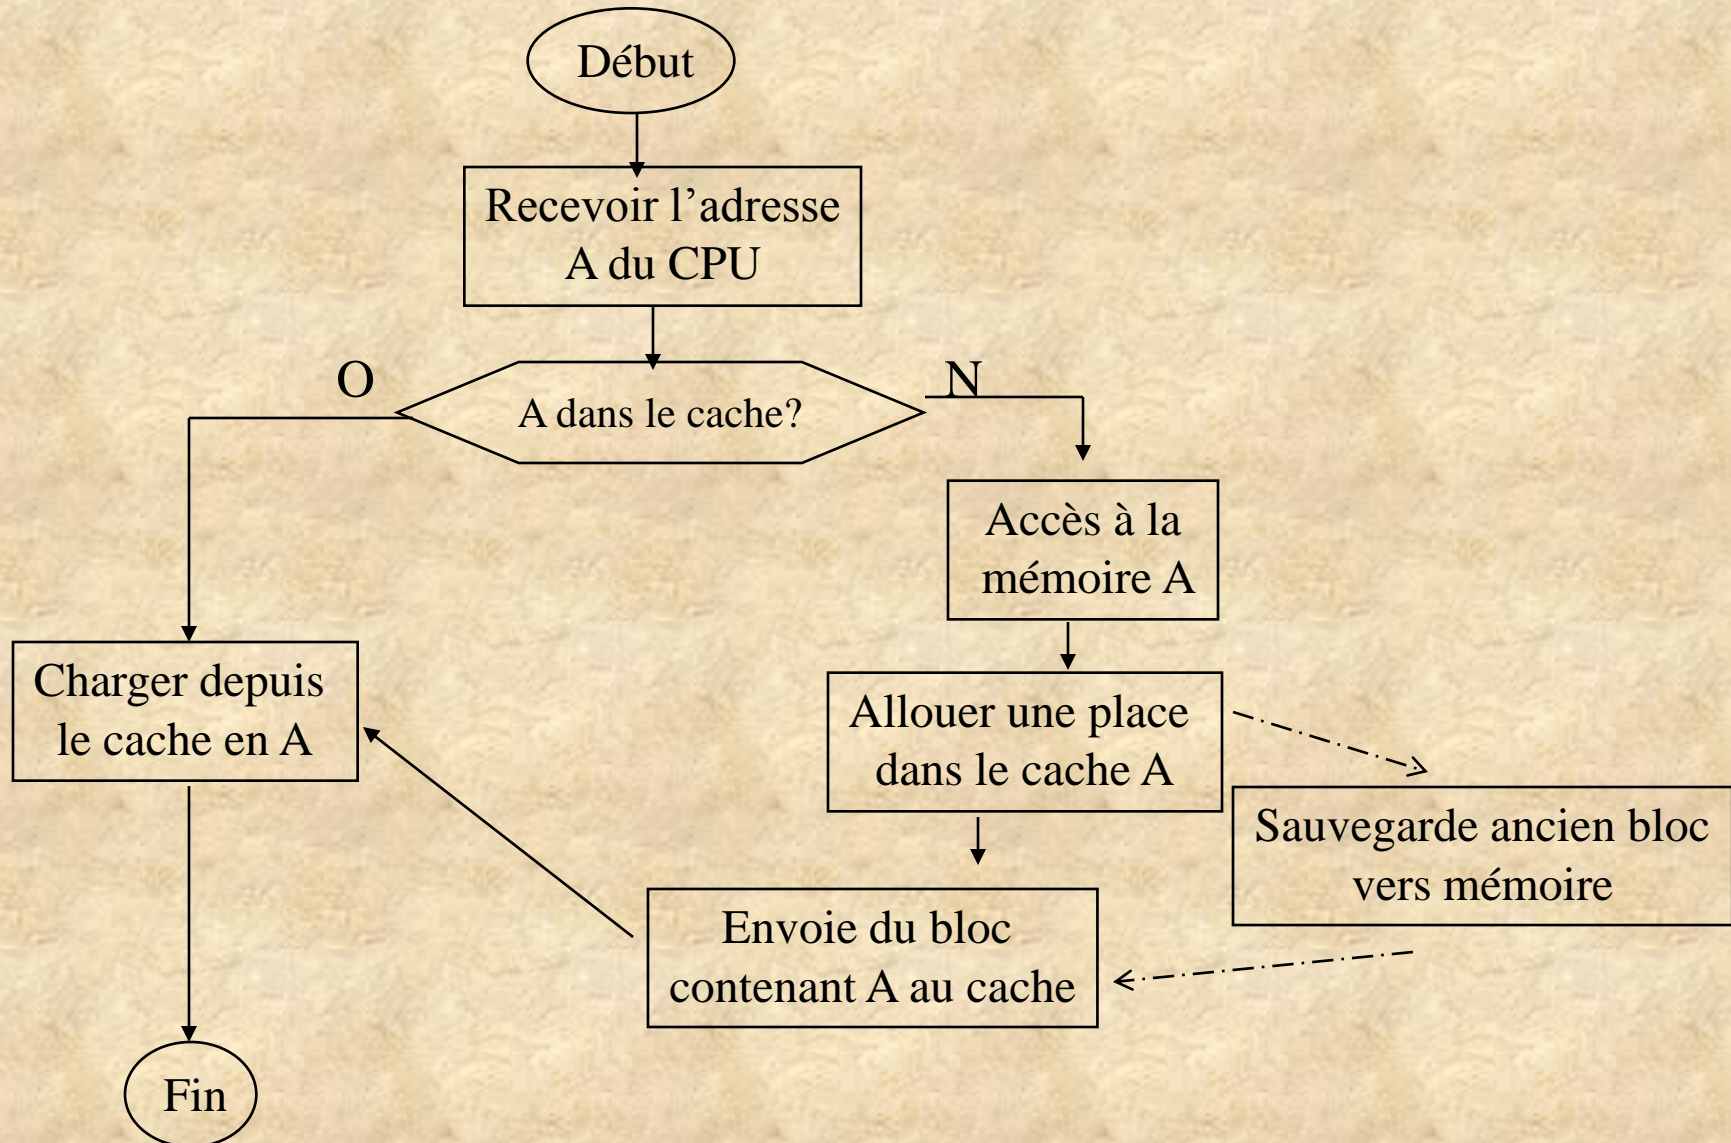 Début
Recevoir l’adresse
A du CPU
O
N
A dans le cache?
Accès à la
mémoire A
Charger depuis
le cache en A
Allouer une place
dans le cache A
Sauvegarde ancien bloc
vers mémoire
Envoie du bloc
contenant A au cache
Fin